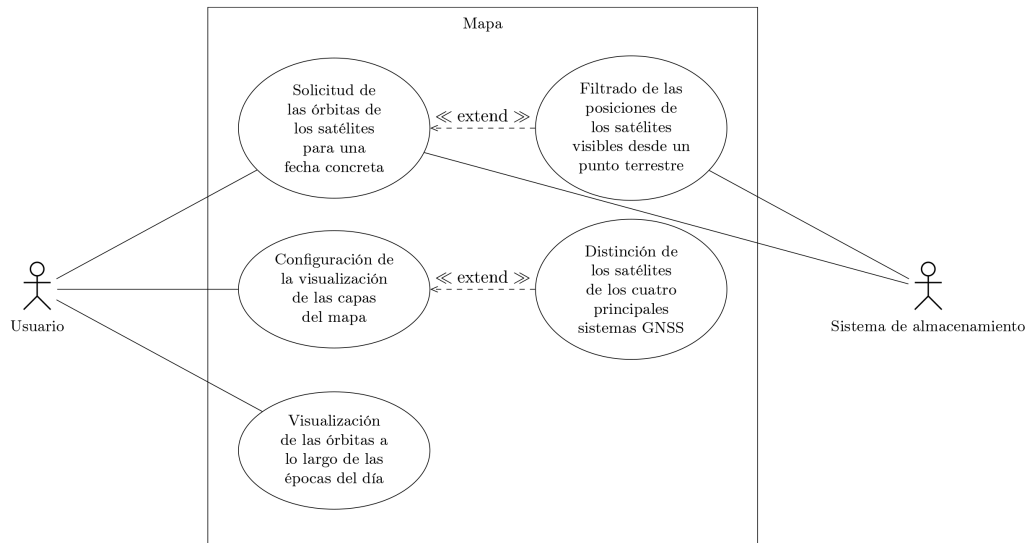 Mapa
Solicitud de
las órbitas de
los satélites
para una
fecha concreta
≪ extend ≫
Filtrado de las
posiciones de
los satélites
visibles desde un
punto terrestre
Configuración de
la visualización
de las capas
del mapa
≪ extend ≫
Distinción de
los satélites
de los cuatro
principales
sistemas GNSS
Usuario
Sistema de almacenamiento
Visualización
de las órbitas a
lo largo de las
épocas del día